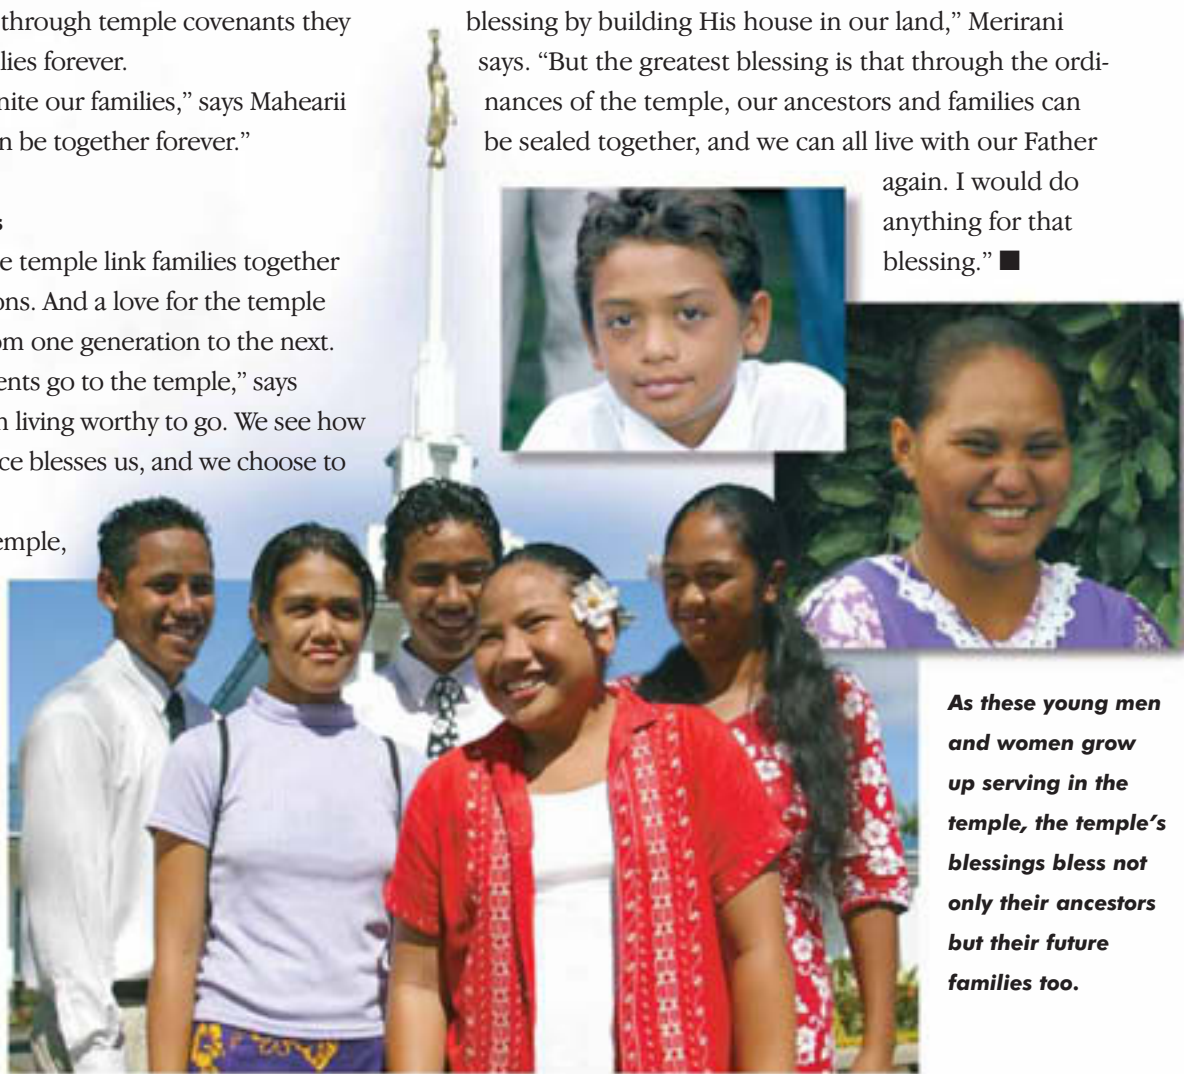 through temple covenants they
lies forever.
nite our families,” says Mahearii
n be together forever.”
s
e temple link families together
ons. And a love for the temple
om one generation to the next.
ents go to the temple,” says
n living worthy to go. We see how
ce blesses us, and we choose to
emple,
blessing by building His house in our land,” Merirani
says. “But the greatest blessing is that through the ordi-
nances of the temple, our ancestors and families can
be sealed together, and we can all live with our Father
again. I would do
anything for that
blessing.” ■
As these young men
and women grow
up serving in the
temple, the temple’s
blessings bless not
only their ancestors
but their future
families too.